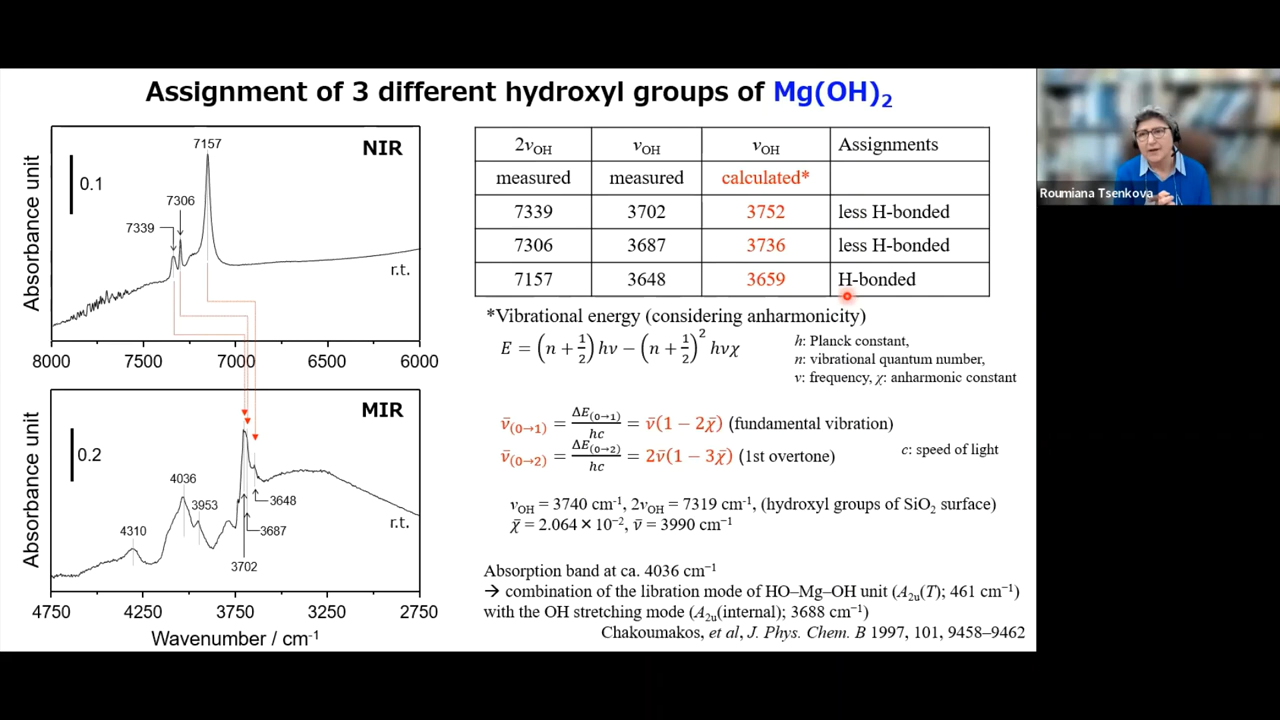 Assignment of 3 different hydroxyl groups of Mg(OH)₂
NIR
7157
7306
7339
0.1
r.t.
Absorbance unit
8000 7500 7000 6500 6000
MIR
0.2
4036
3953
4310
3648
3687
3702
r.t.
Absorbance unit
4750 4250 3750 3250 2750
Wavenumber / cm⁻¹
2νOH νOH νOH Assignments
measured measured calculated*
7339 3702 3752 less H-bonded
7306 3687 3736 less H-bonded
7157 3648 3659 H-bonded
*Vibrational energy (considering anharmonicity)
E = (n + 1/2) hν − (n + 1/2)² hνχ
h: Planck constant,
n: vibrational quantum number,
ν: frequency, χ: anharmonic constant
ν̄(0→1) = ΔE(0→1)/hc = ν̄(1 − 2χ̄) (fundamental vibration)
ν̄(0→2) = ΔE(0→2)/hc = 2ν̄(1 − 3χ̄) (1st overtone)
c: speed of light
νOH = 3740 cm⁻¹, 2νOH = 7319 cm⁻¹, (hydroxyl groups of SiO₂ surface)
χ̄ = 2.064 × 10⁻², ν̄ = 3990 cm⁻¹
Absorption band at ca. 4036 cm⁻¹
→ combination of the libration mode of HO–Mg–OH unit (A₂ᵤ(T); 461 cm⁻¹)
with the OH stretching mode (A₂ᵤ(internal); 3688 cm⁻¹)
Chakoumakos, et al, J. Phys. Chem. B 1997, 101, 9458–9462
Roumiana Tsenkova